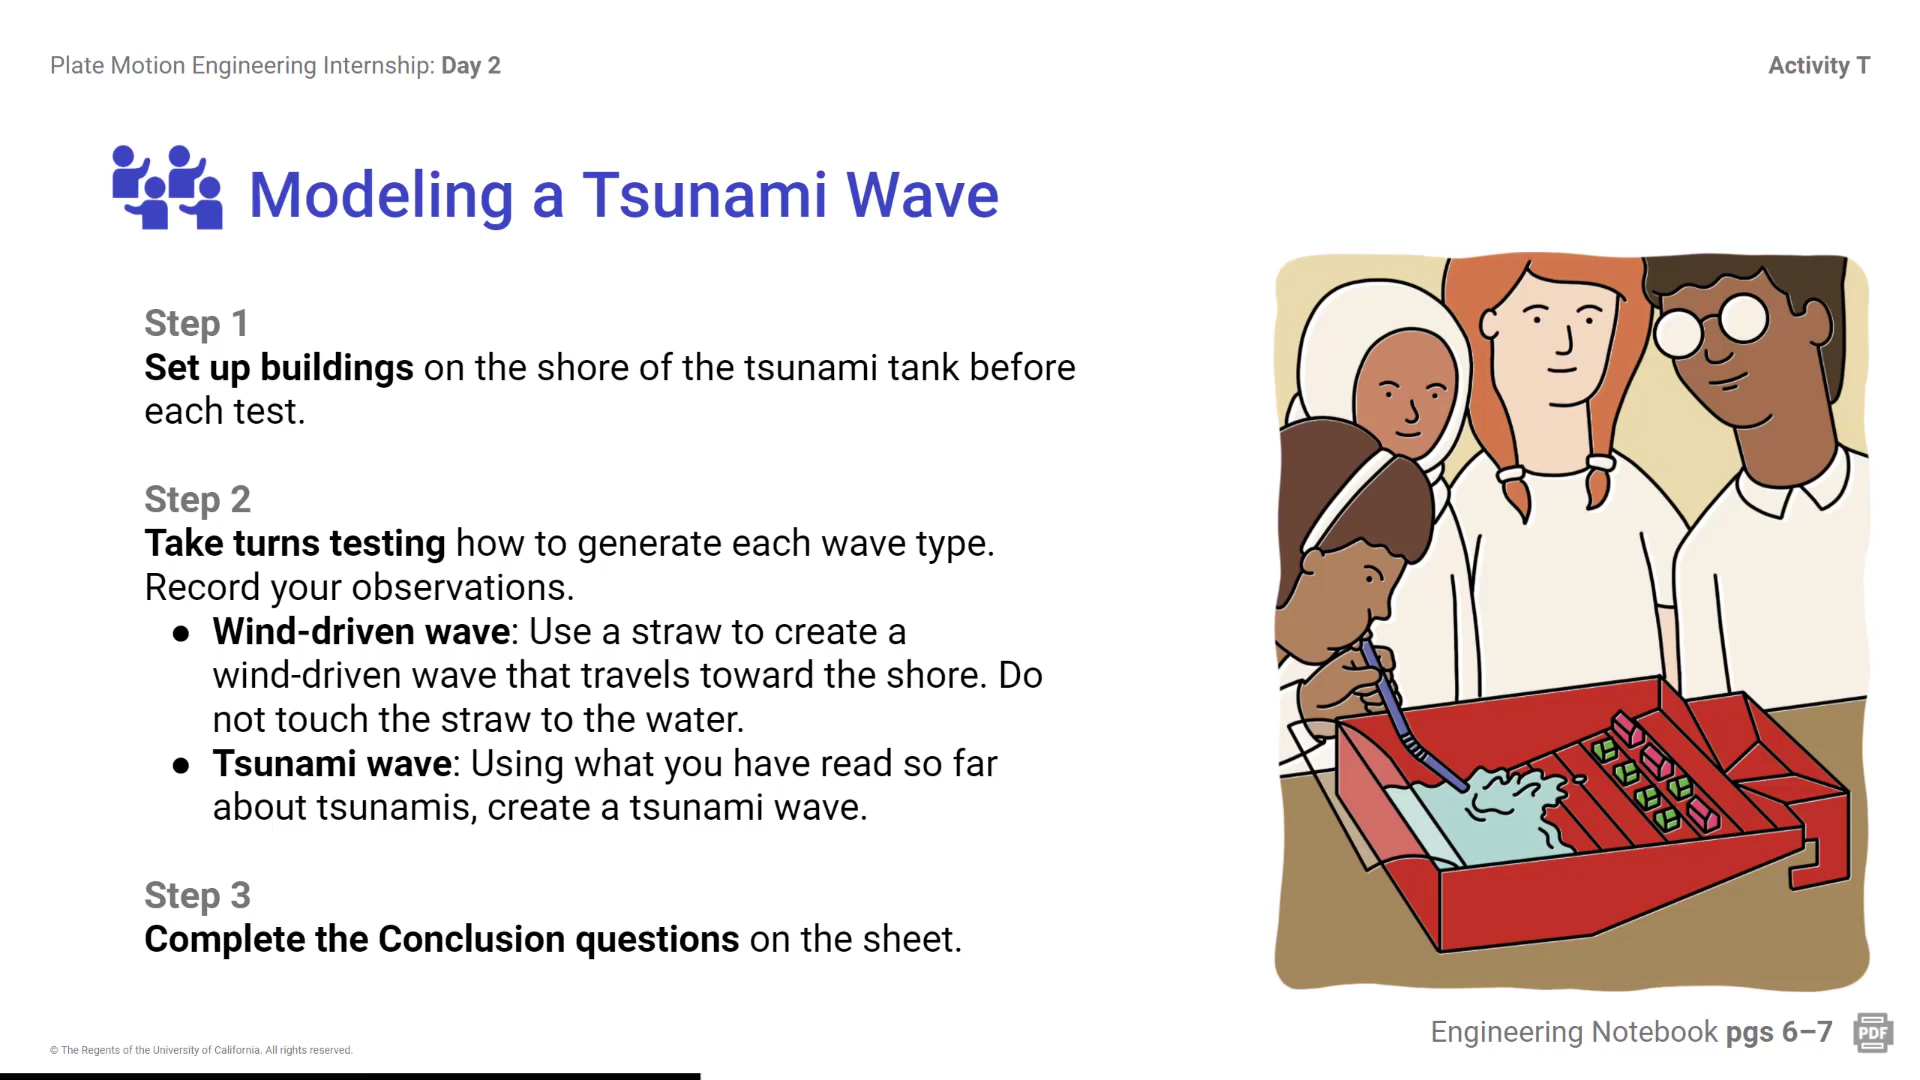 Plate Motion Engineering Internship: Day 2
Activity T
Modeling a Tsunami Wave
Step 1
Set up buildings on the shore of the tsunami tank before
each test.
Step 2
Take turns testing how to generate each wave type.
Record your observations.
● Wind-driven wave: Use a straw to create a
wind-driven wave that travels toward the shore. Do
not touch the straw to the water.
● Tsunami wave: Using what you have read so far
about tsunamis, create a tsunami wave.
Step 3
Complete the Conclusion questions on the sheet.
Engineering Notebook pgs 6–7
PDF
© The Regents of the University of California. All rights reserved.